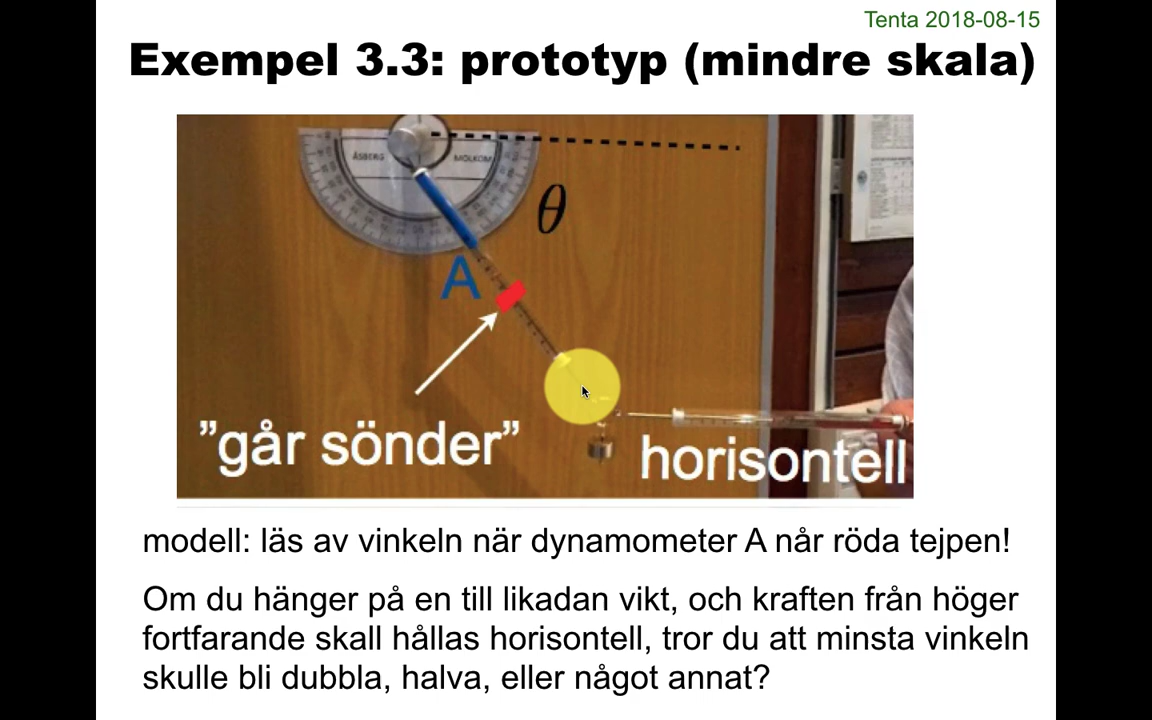 Tenta 2018-08-15
Exempel 3.3: prototyp (mindre skala)
ÅSBERG MOLKOM
θ
A
”går sönder”
horisontell
modell: läs av vinkeln när dynamometer A når röda tejpen!
Om du hänger på en till likadan vikt, och kraften från höger
fortfarande skall hållas horisontell, tror du att minsta vinkeln
skulle bli dubbla, halva, eller något annat?